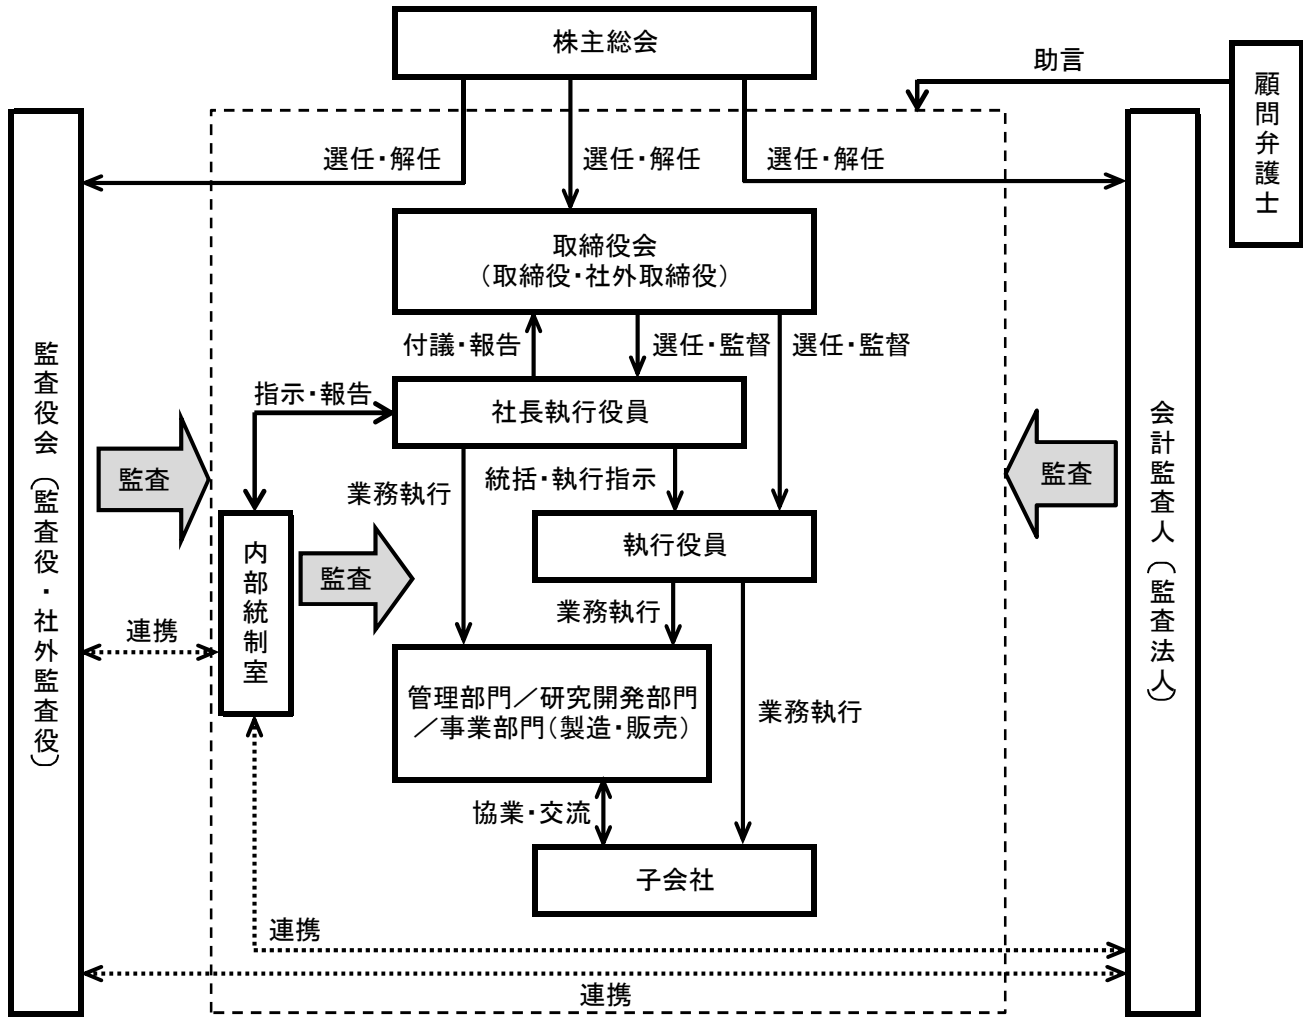 株主総会
助言
顧問弁護士
選任・解任
選任・解任
選任・解任
取締役会
（取締役・社外取締役）
付議・報告
選任・監督
選任・監督
指示・報告
社長執行役員
監査役会（監査役・社外監査役）
会計監査人（監査法人）
監査
監査
業務執行
統括・執行指示
内部統制室
監査
執行役員
業務執行
連携
管理部門／研究開発部門
／事業部門（製造・販売）
業務執行
協業・交流
子会社
連携
連携